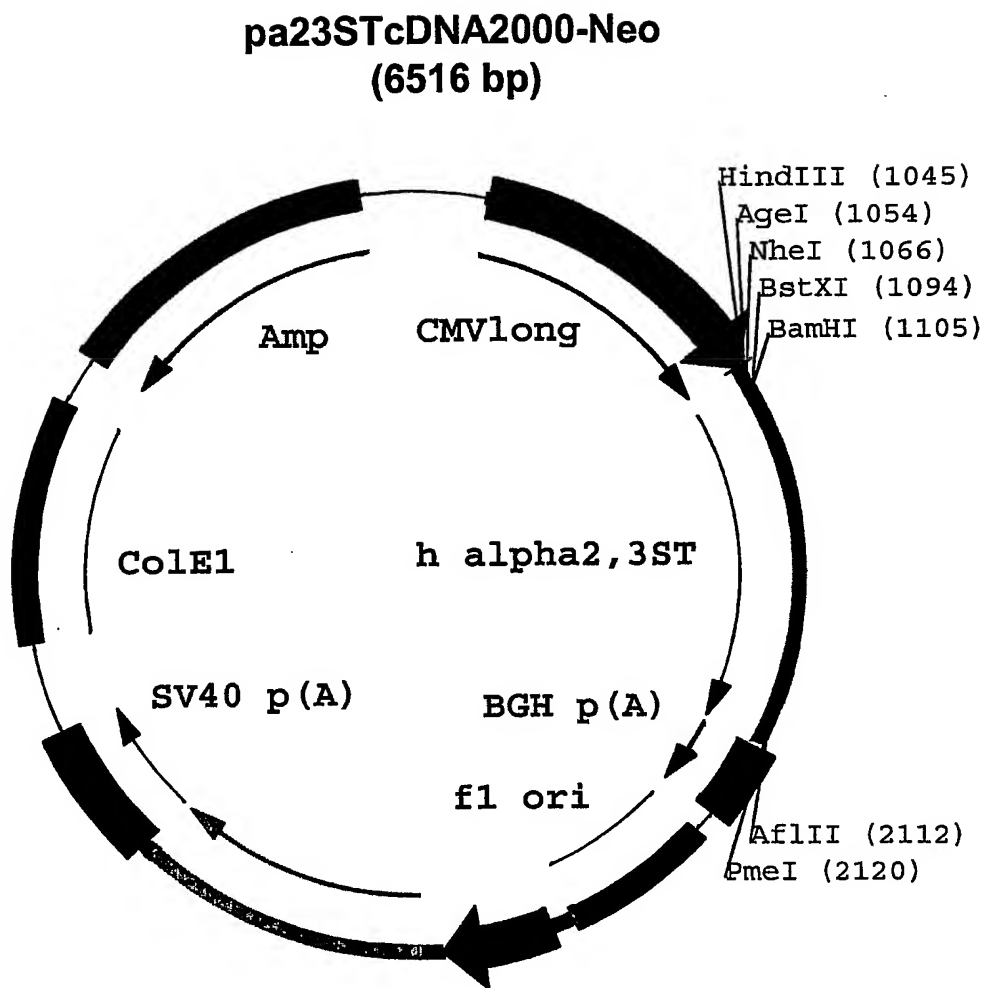 pa23STcDNA2000-Neo
(6516 bp)
HindIII (1045)
AgeI (1054)
NheI (1066)
BstXI (1094)
BamHI (1105)
Amp
CMVlong
ColE1
h alpha2,3ST
SV40 p(A)
BGH p(A)
f1 ori
AflII (2112)
PmeI (2120)